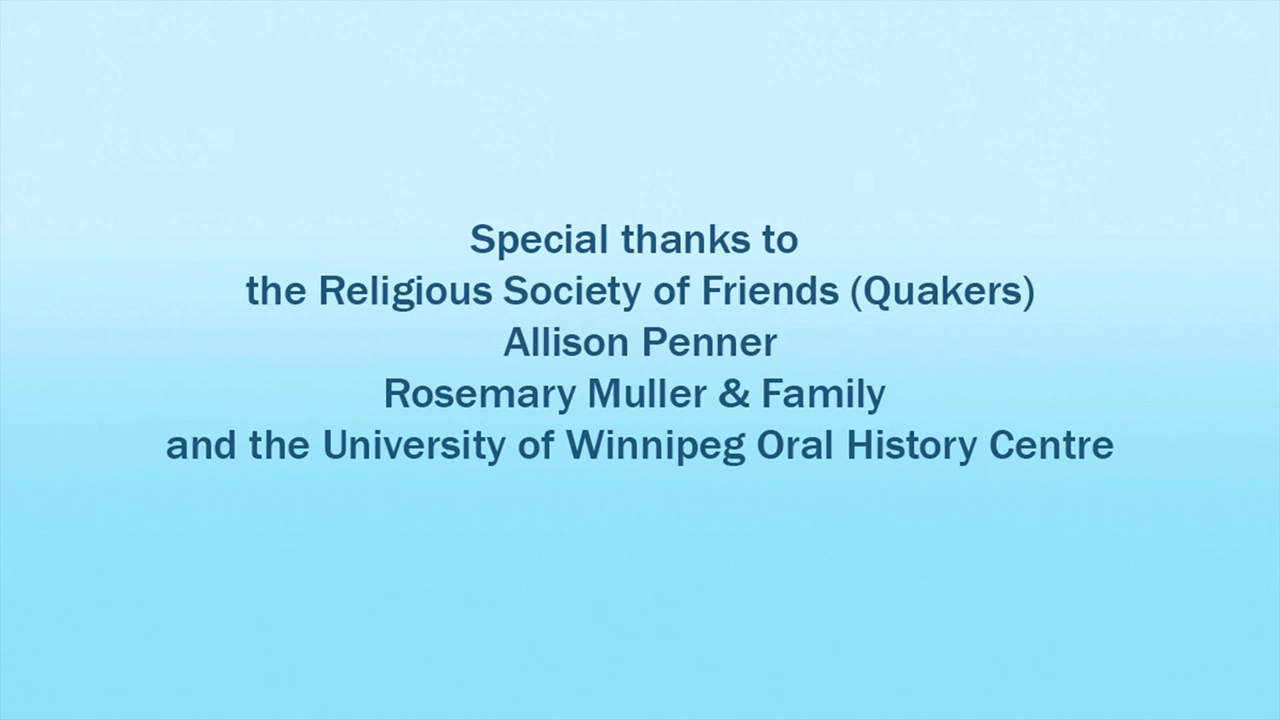 Special thanks to
the Religious Society of Friends (Quakers)
Allison Penner
Rosemary Muller & Family
and the University of Winnipeg Oral History Centre